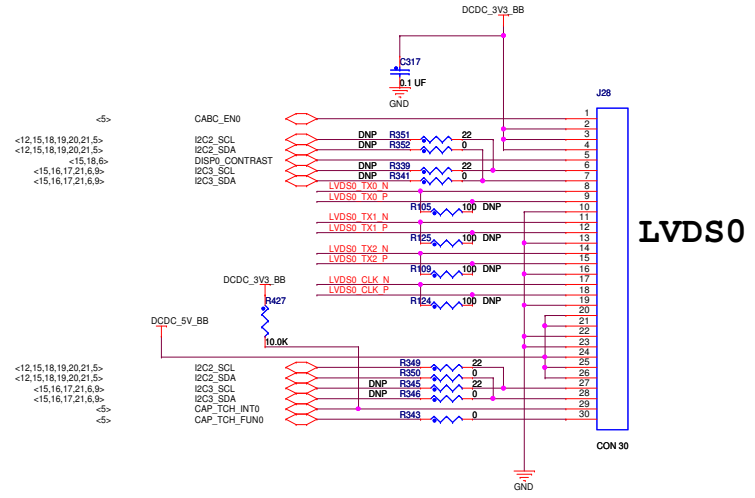 DCDC_3V3_BB
C317
0.1 UF
GND
J28
<5> CABC_EN0 1
2
<12,15,18,19,20,21,5> I2C2_SCL DNP R351 22 3
<12,15,18,19,20,21,5> I2C2_SDA DNP R352 0 4
<15,18,6> DISP0_CONTRAST 5
<15,16,17,21,6,9> I2C3_SCL DNP R339 22 6
<15,16,17,21,6,9> I2C3_SDA DNP R341 0 7
LVDS0_TX0_N 8
LVDS0_TX0_P 9
R105 100 DNP 10
LVDS0_TX1_N 11
LVDS0_TX1_P 12
R125 100 DNP 13
LVDS0
LVDS0_TX2_N 14
LVDS0_TX2_P 15
R109 100 DNP 16
LVDS0_CLK_N 17
DCDC_3V3_BB
LVDS0_CLK_P 18
R427 R124 100 DNP 19
20
DCDC_5V_BB 21
22
10.0K 23
24
<12,15,18,19,20,21,5> I2C2_SCL R349 22 25
<12,15,18,19,20,21,5> I2C2_SDA R350 0 26
<15,16,17,21,6,9> I2C3_SCL DNP R345 22 27
<15,16,17,21,6,9> I2C3_SDA DNP R346 0 28
<5> CAP_TCH_INT0 29
<5> CAP_TCH_FUN0 R343 0 30
CON 30
GND